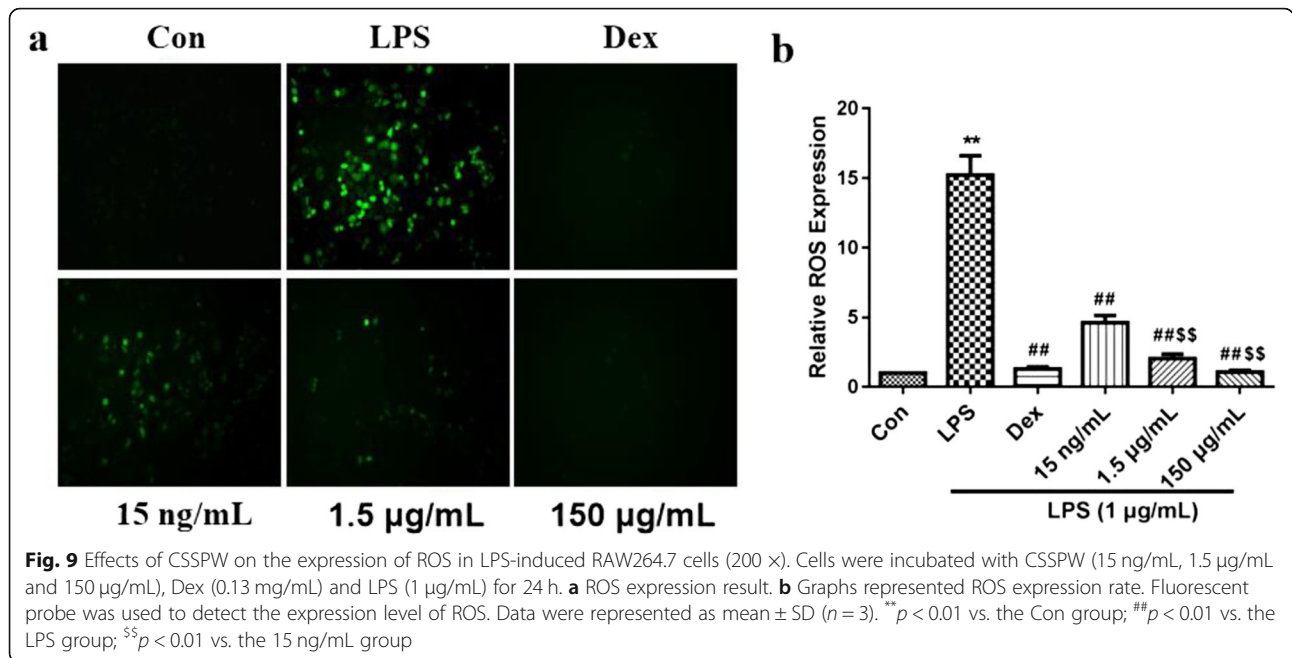 a
Con LPS Dex
15 ng/mL 1.5 μg/mL 150 μg/mL
b
Relative ROS Expression
20
15
10
5
0
**
##
##
##$$
##$$
Con LPS Dex 15 ng/mL 1.5 μg/mL 150 μg/mL
LPS (1 μg/mL)
Fig. 9 Effects of CSSPW on the expression of ROS in LPS-induced RAW264.7 cells (200 ×). Cells were incubated with CSSPW (15 ng/mL, 1.5 μg/mL
and 150 μg/mL), Dex (0.13 mg/mL) and LPS (1 μg/mL) for 24 h. a ROS expression result. b Graphs represented ROS expression rate. Fluorescent
probe was used to detect the expression level of ROS. Data were represented as mean ± SD (n = 3). **p < 0.01 vs. the Con group; ##p < 0.01 vs. the
LPS group; $$p < 0.01 vs. the 15 ng/mL group